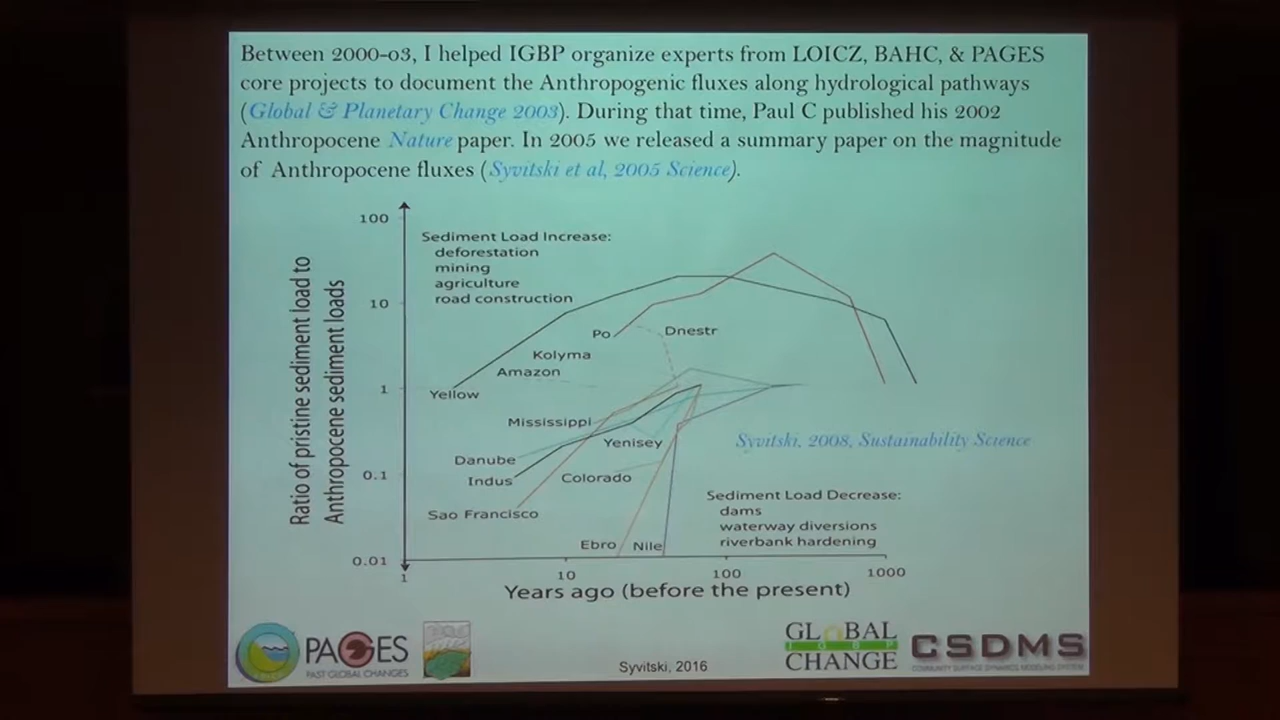 Between 2000-03, I helped IGBP organize experts from LOICZ, BAHC, & PAGES
core projects to document the Anthropogenic fluxes along hydrological pathways
(Global & Planetary Change 2003). During that time, Paul C published his 2002
Anthropocene Nature paper. In 2005 we released a summary paper on the magnitude
of Anthropocene fluxes (Syvitski et al, 2005 Science).
Ratio of pristine sediment load to
Anthropocene sediment loads
100
10
1
0.1
0.01
Sediment Load Increase:
deforestation
mining
agriculture
road construction
Po
Dnestr
Kolyma
Amazon
Yellow
Mississippi
Yenisey
Syvitski, 2008, Sustainability Science
Danube
Indus
Colorado
Sao Francisco
Sediment Load Decrease:
dams
waterway diversions
riverbank hardening
Ebro
Nile
1
10
100
1000
Years ago (before the present)
PAGES
PAST GLOBAL CHANGES
Syvitski, 2016
GLOBAL
IGBP
CHANGE
CSDMS
COMMUNITY SURFACE DYNAMICS MODELING SYSTEM